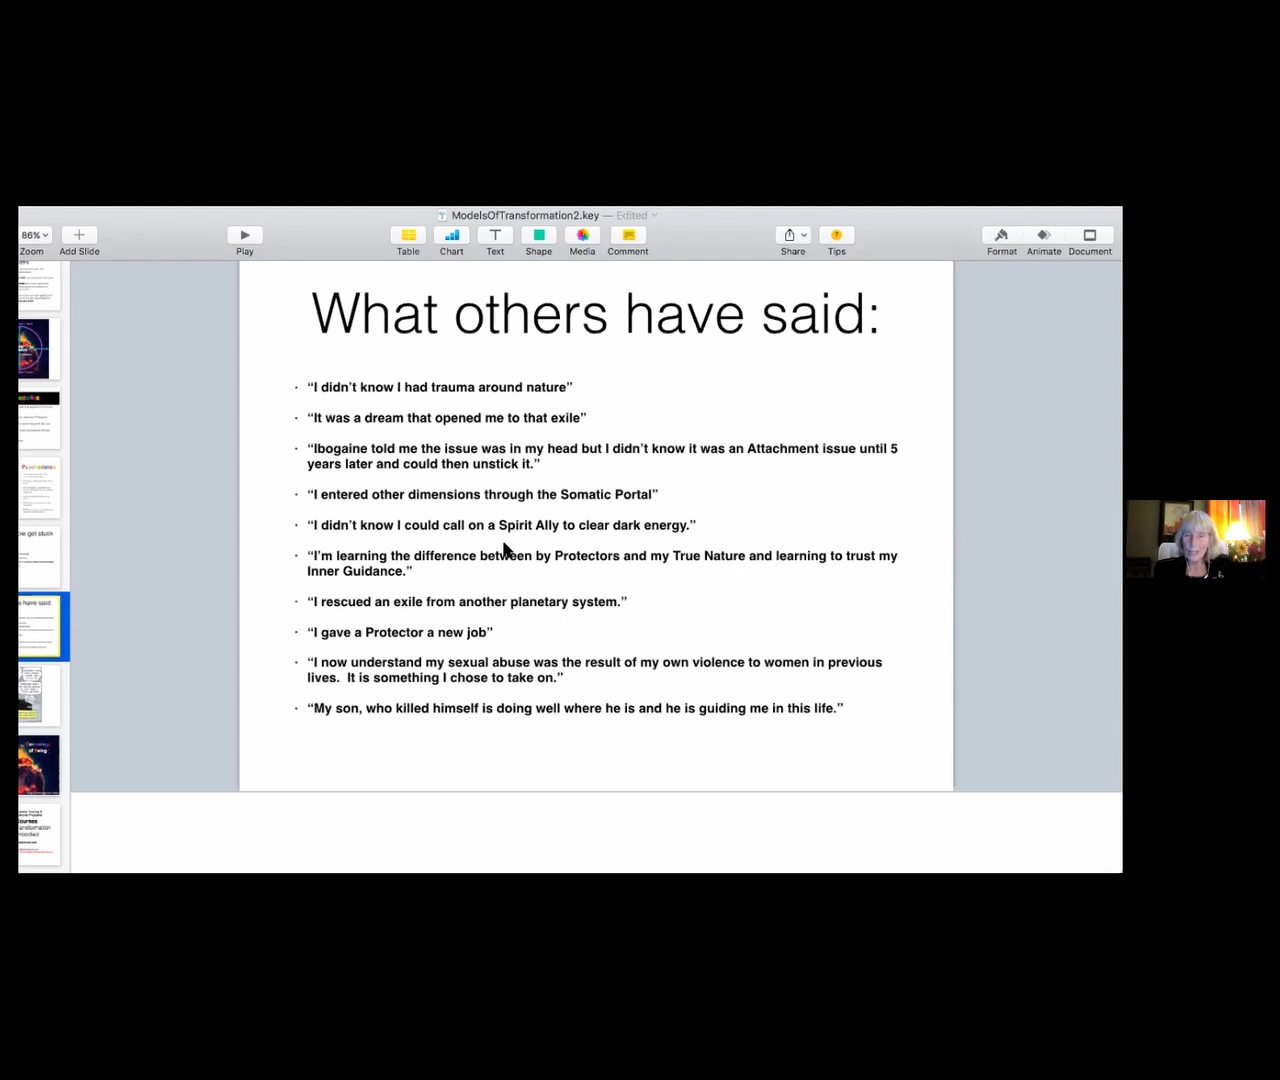 ModelsOfTransformation2.key — Edited
86%
Zoom
Add Slide
Play
Table
Chart
Text
Shape
Media
Comment
Share
Tips
Format
Animate
Document
What others have said:
· “I didn’t know I had trauma around nature”
· “It was a dream that opened me to that exile”
· “Ibogaine told me the issue was in my head but I didn’t know it was an Attachment issue until 5
years later and could then unstick it.”
· “I entered other dimensions through the Somatic Portal”
· “I didn’t know I could call on a Spirit Ally to clear dark energy.”
· “I’m learning the difference between by Protectors and my True Nature and learning to trust my
Inner Guidance.”
· “I rescued an exile from another planetary system.”
· “I gave a Protector a new job”
· “I now understand my sexual abuse was the result of my own violence to women in previous
lives.  It is something I chose to take on.”
· “My son, who killed himself is doing well where he is and he is guiding me in this life.”
Psychedelics
le get stuck
s have said:
of Being